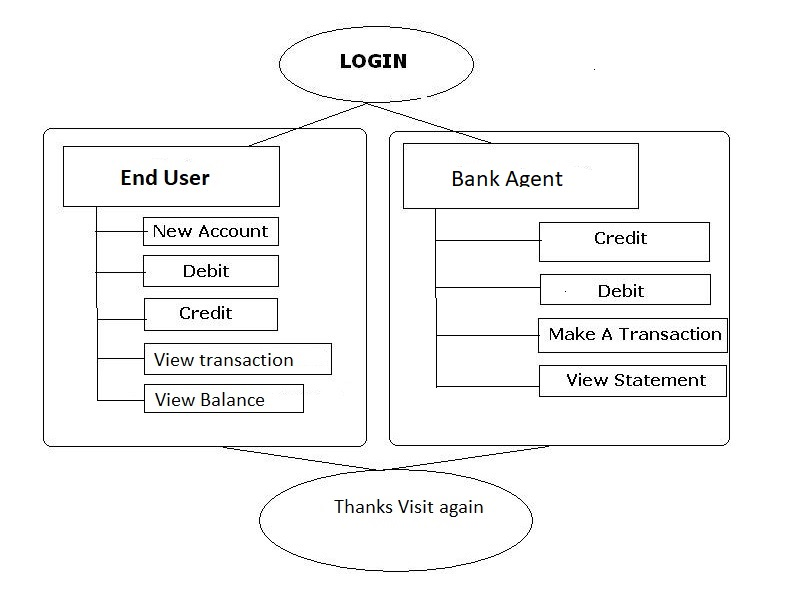 LOGIN
End User
New Account
Debit
Credit
View transaction
View Balance
Bank Agent
Credit
Debit
Make A Transaction
View Statement
Thanks Visit again